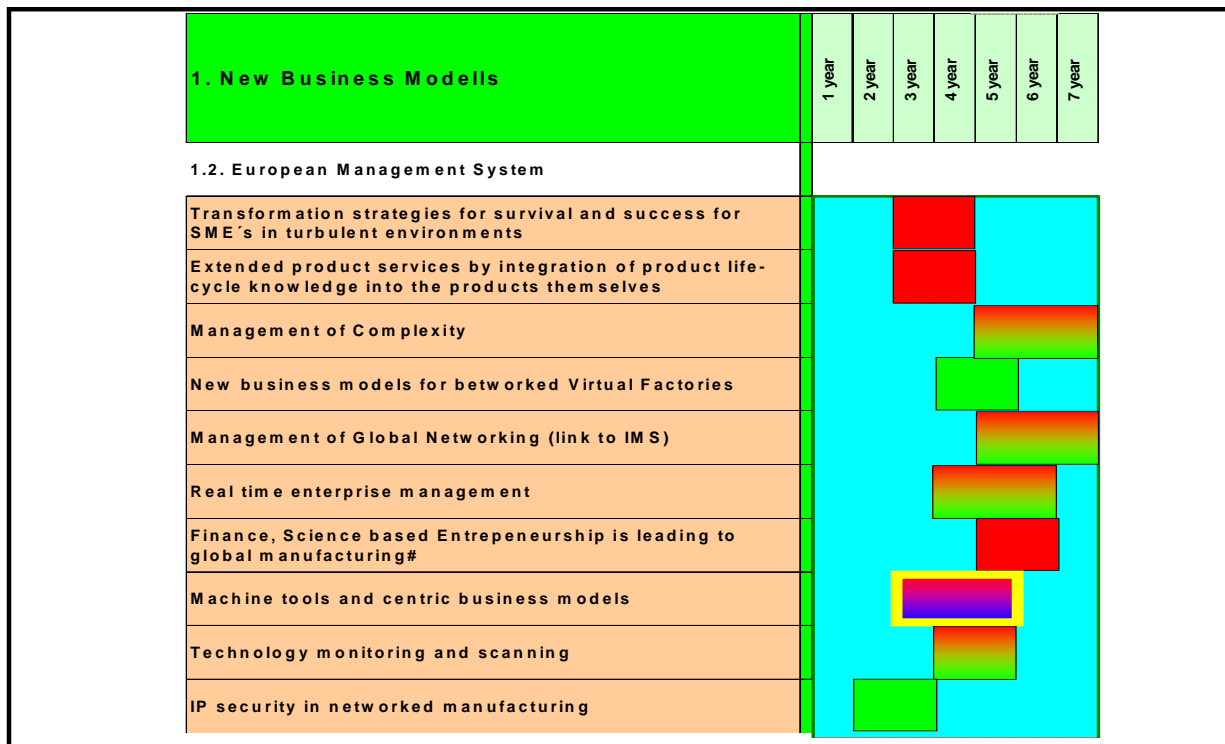 1. New Business Modells
1 year
2 year
3 year
4 year
5 year
6 year
7 year
1.2. European Management System
Transformation strategies for survival and success for
SME´s in turbulent environments
Extended product services by integration of product life-
cycle knowledge into the products themselves
Management of Complexity
New business models for betworked Virtual Factories
Management of Global Networking (link to IMS)
Real time enterprise management
Finance, Science based Entrepeneurship is leading to
global manufacturing#
Machine tools and centric business models
Technology monitoring and scanning
IP security in networked manufacturing